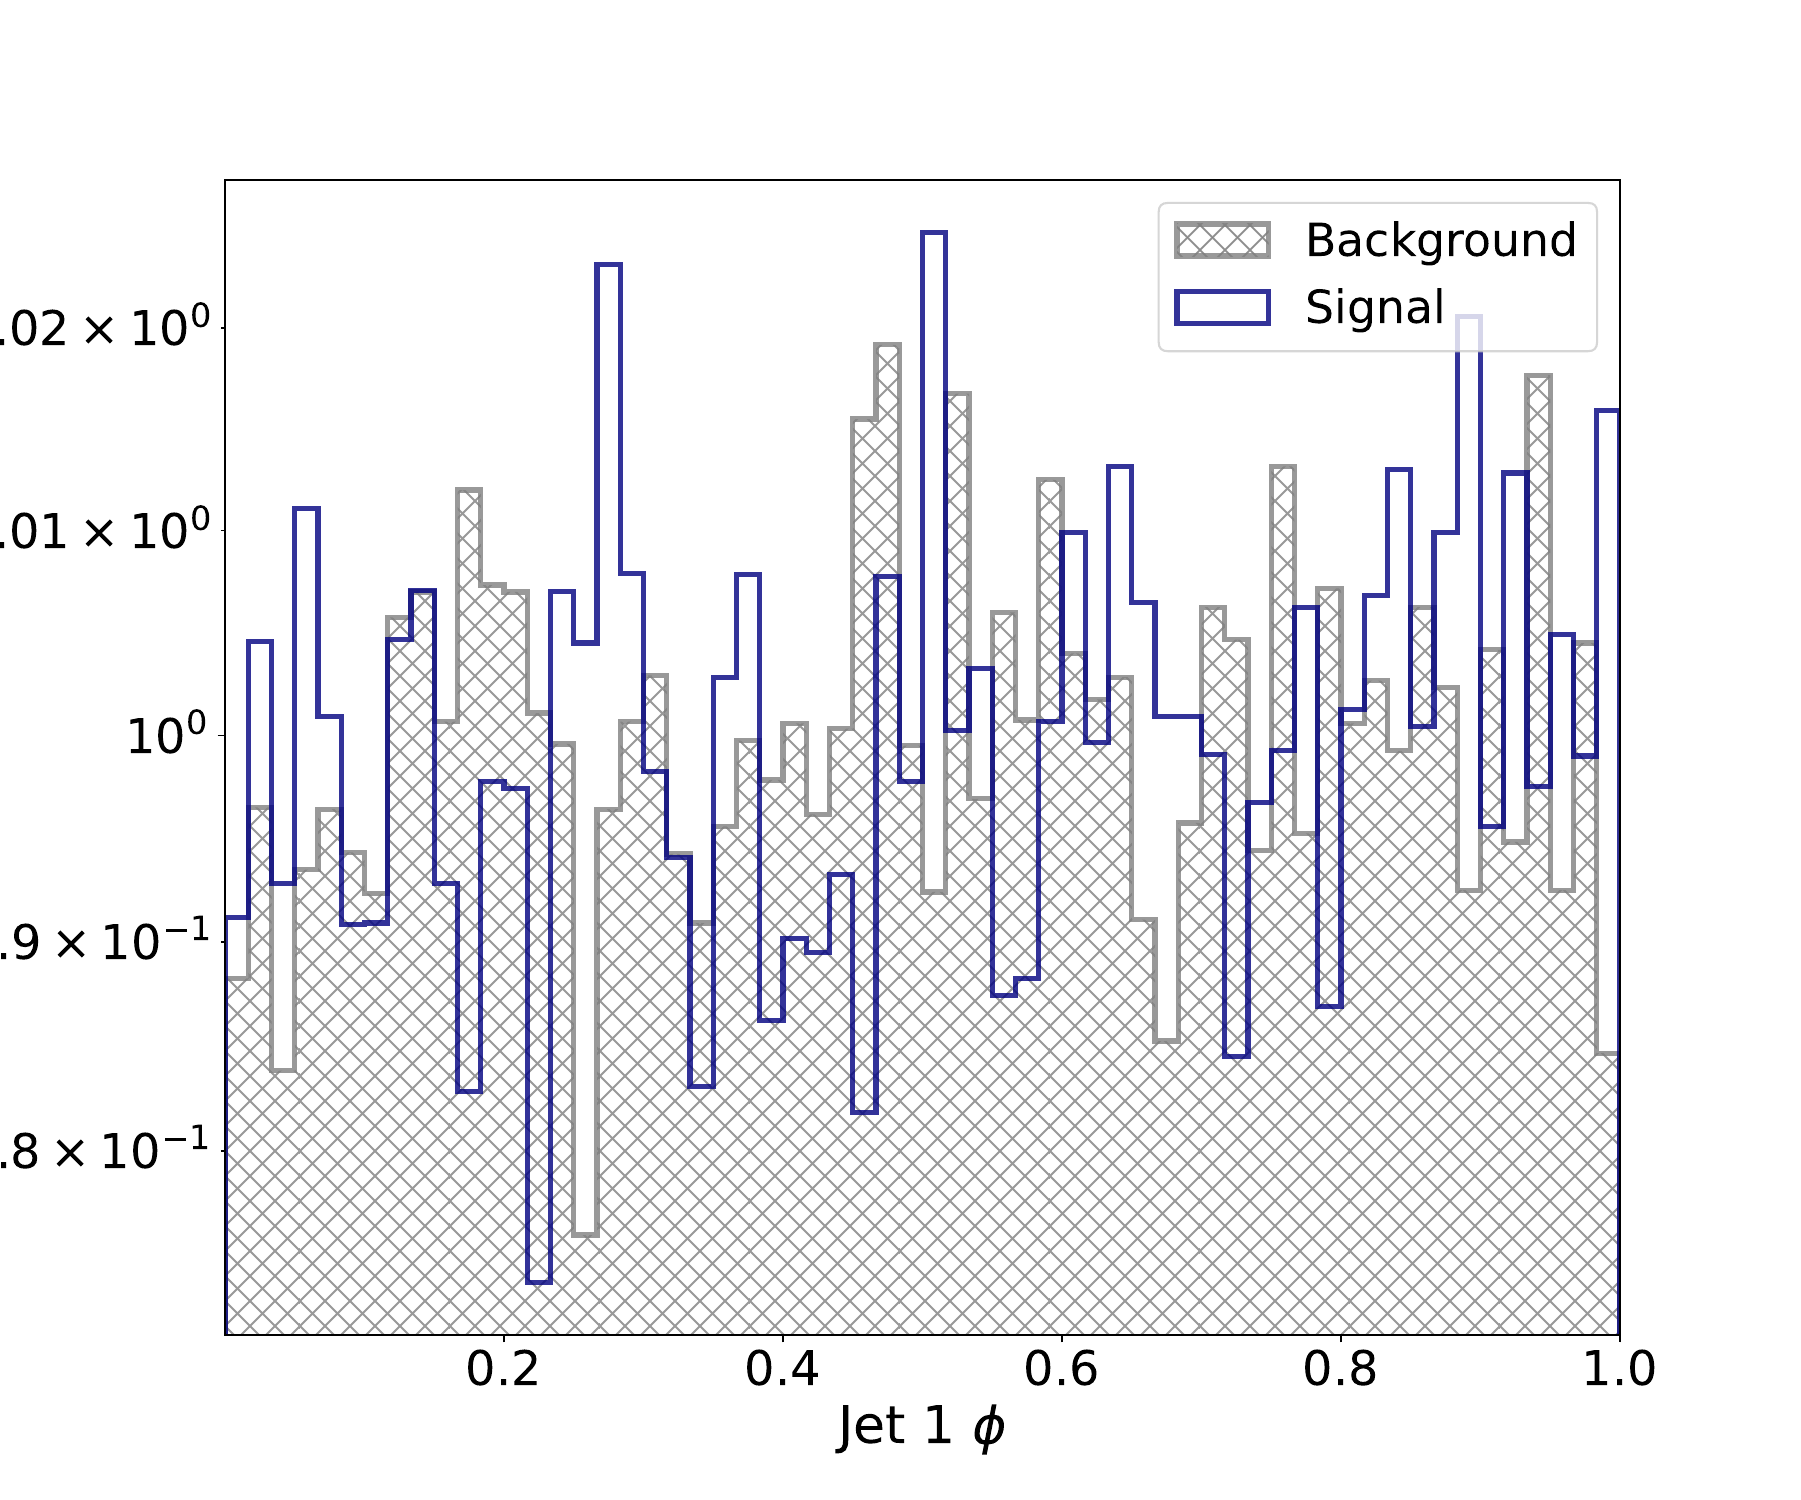 Background
Signal
.02 × 10⁰
.01 × 10⁰
10⁰
.9 × 10⁻¹
.8 × 10⁻¹
0.2 0.4 0.6 0.8 1.0
Jet 1 ϕ